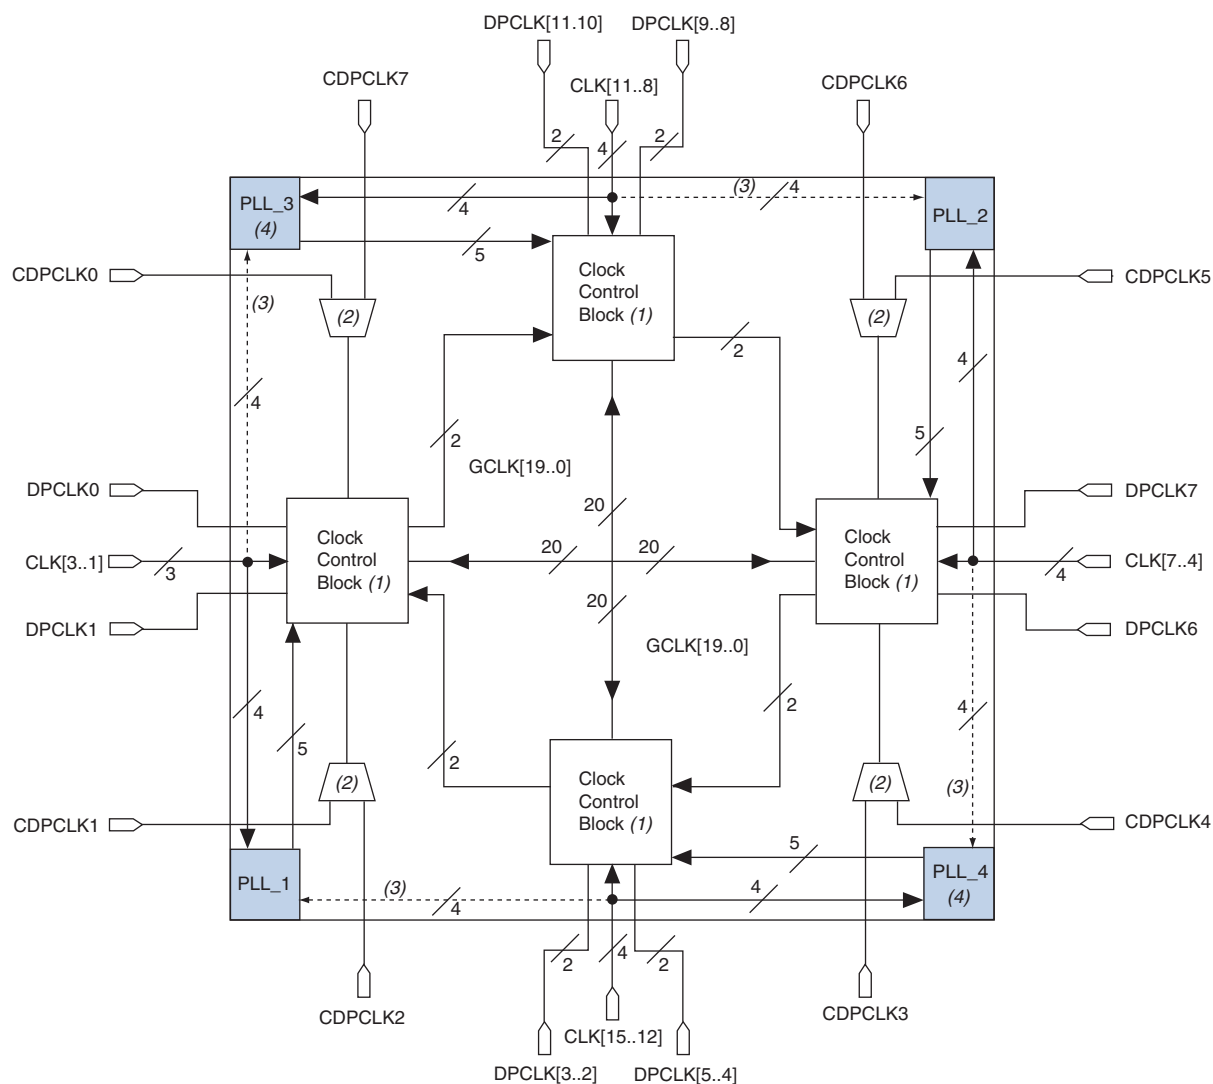 DPCLK[11.10]
DPCLK[9..8]
CDPCLK7
CLK[11..8]
CDPCLK6
2
4
2
PLL_3
(4)
4
(3)
4
PLL_2
5
CDPCLK0
Clock
Control
Block (1)
CDPCLK5
(3)
(2)
(2)
2
4
4
2
5
GCLK[19..0]
DPCLK0
DPCLK7
20
CLK[3..1]
3
Clock
Control
Block (1)
20
20
Clock
Control
Block (1)
4
CLK[7..4]
20
DPCLK1
DPCLK6
GCLK[19..0]
4
5
2
2
4
(2)
Clock
Control
Block (1)
(2)
(3)
CDPCLK1
CDPCLK4
5
PLL_1
(3)
4
4
PLL_4
(4)
2
4
2
CDPCLK2
CDPCLK3
CLK[15..12]
DPCLK[3..2]
DPCLK[5..4]